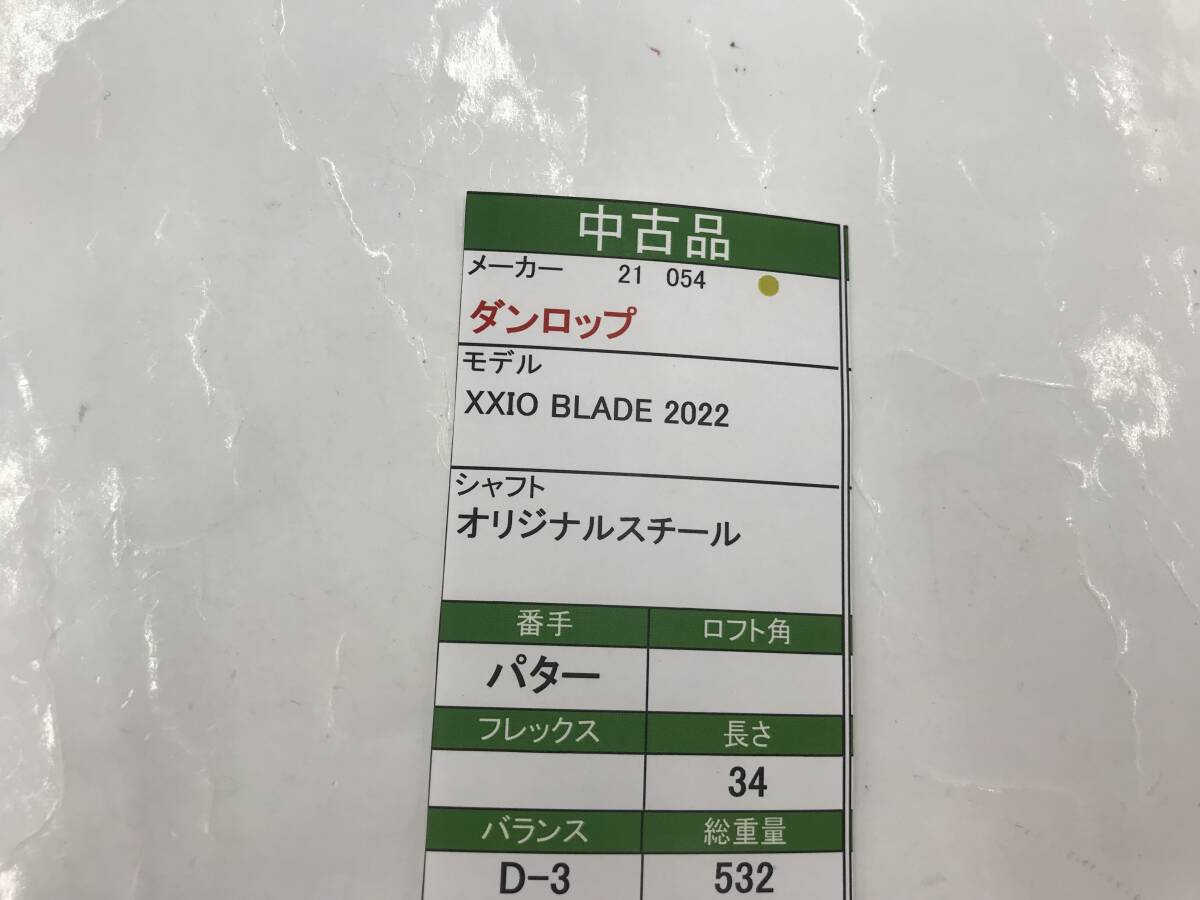 中古品
メーカー 21 054
ダンロップ
モデル
XXIO BLADE 2022
シャフト
オリジナルスチール
番手 ロフト角
パター
フレックス 長さ
34
バランス 総重量
D-3 532